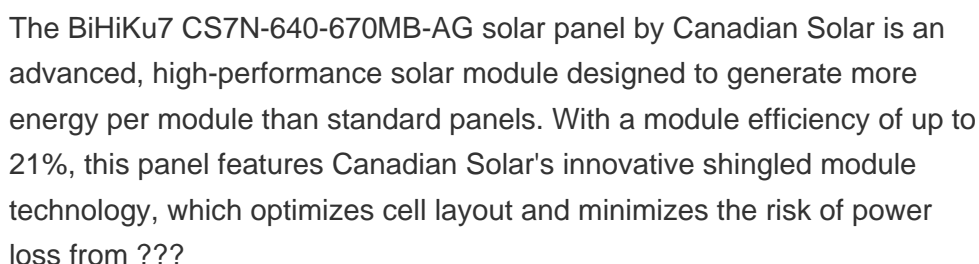 The BiHiKu7 CS7N-640-670MB-AG solar panel by Canadian Solar is an
advanced, high-performance solar module designed to generate more
energy per module than standard panels. With a module efficiency of up to
21%, this panel features Canadian Solar's innovative shingled module
technology, which optimizes cell layout and minimizes the risk of power
loss from ???